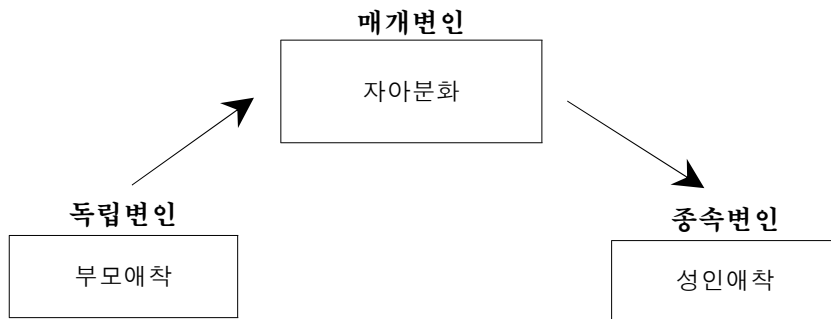 매개변인
자아분화
독립변인
종속변인
부모애착
성인애착